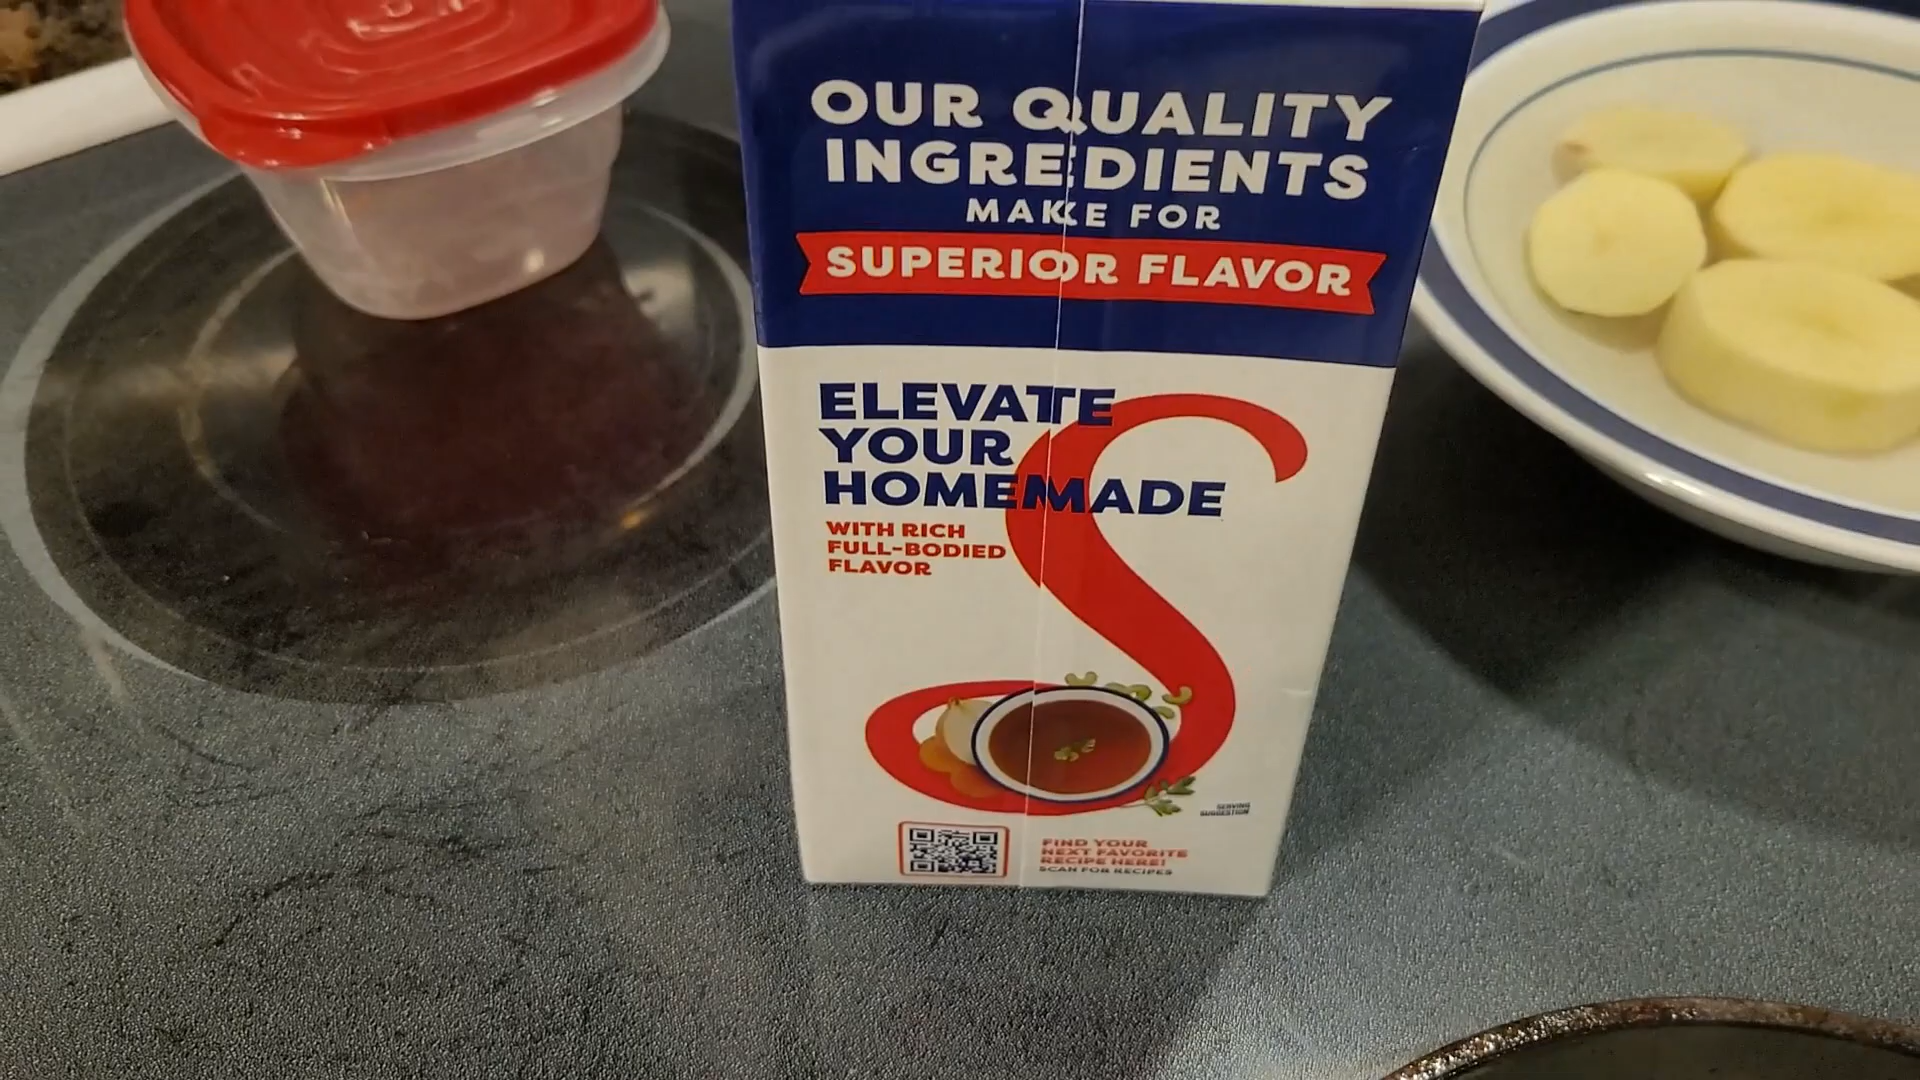 OUR QUALITY
INGREDIENTS
MAKE FOR
SUPERIOR FLAVOR
ELEVATE
YOUR
HOMEMADE
WITH RICH
FULL-BODIED
FLAVOR
SERVING
SUGGESTION
FIND YOUR
NEXT FAVORITE
RECIPE HERE!
SCAN FOR RECIPES